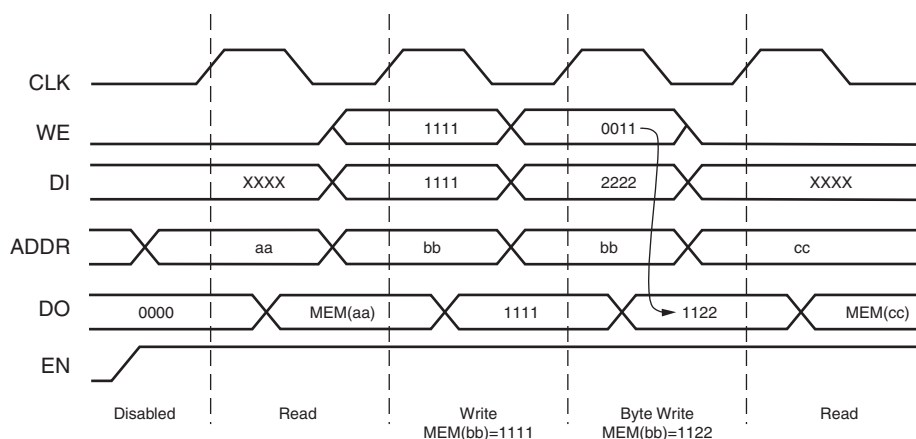 CLK
WE 1111 0011
DI XXXX 1111 2222 XXXX
ADDR aa bb bb cc
DO 0000 MEM(aa) 1111 1122 MEM(cc)
EN
Disabled Read Write Byte Write Read
MEM(bb)=1111 MEM(bb)=1122